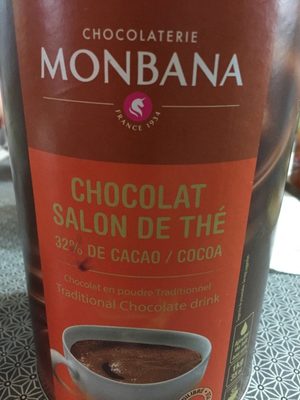 CHOCOLATERIE
MONBANA
FRANCE 1934
CHOCOLAT
SALON DE THÉ
32% DE CACAO / COCOA
Chocolat en poudre Traditionnel
Traditional Chocolate drink